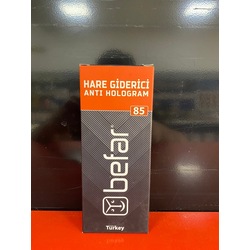 HARE GİDERİCİ
ANTI HOLOGRAM
85
befar
Türkey